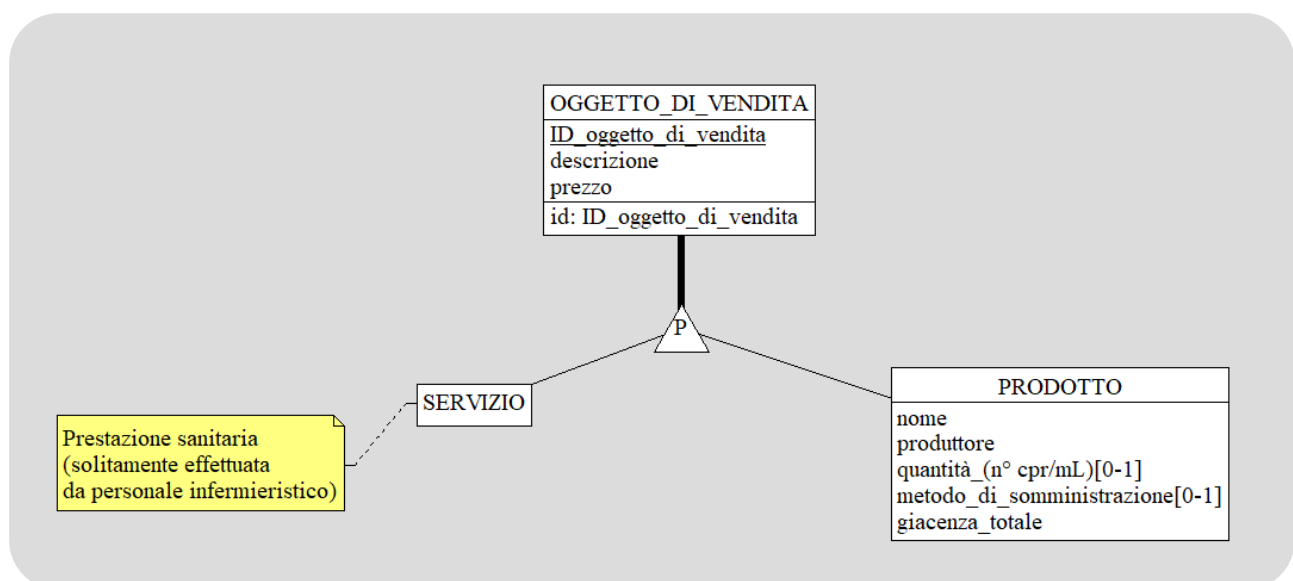 OGGETTO_DI_VENDITA
ID_oggetto_di_vendita
descrizione
prezzo
id: ID_oggetto_di_vendita
P
SERVIZIO
Prestazione sanitaria
(solitamente effettuata
da personale infermieristico)
PRODOTTO
nome
produttore
quantità_(n° cpr/mL)[0-1]
metodo_di_somministrazione[0-1]
giacenza_totale